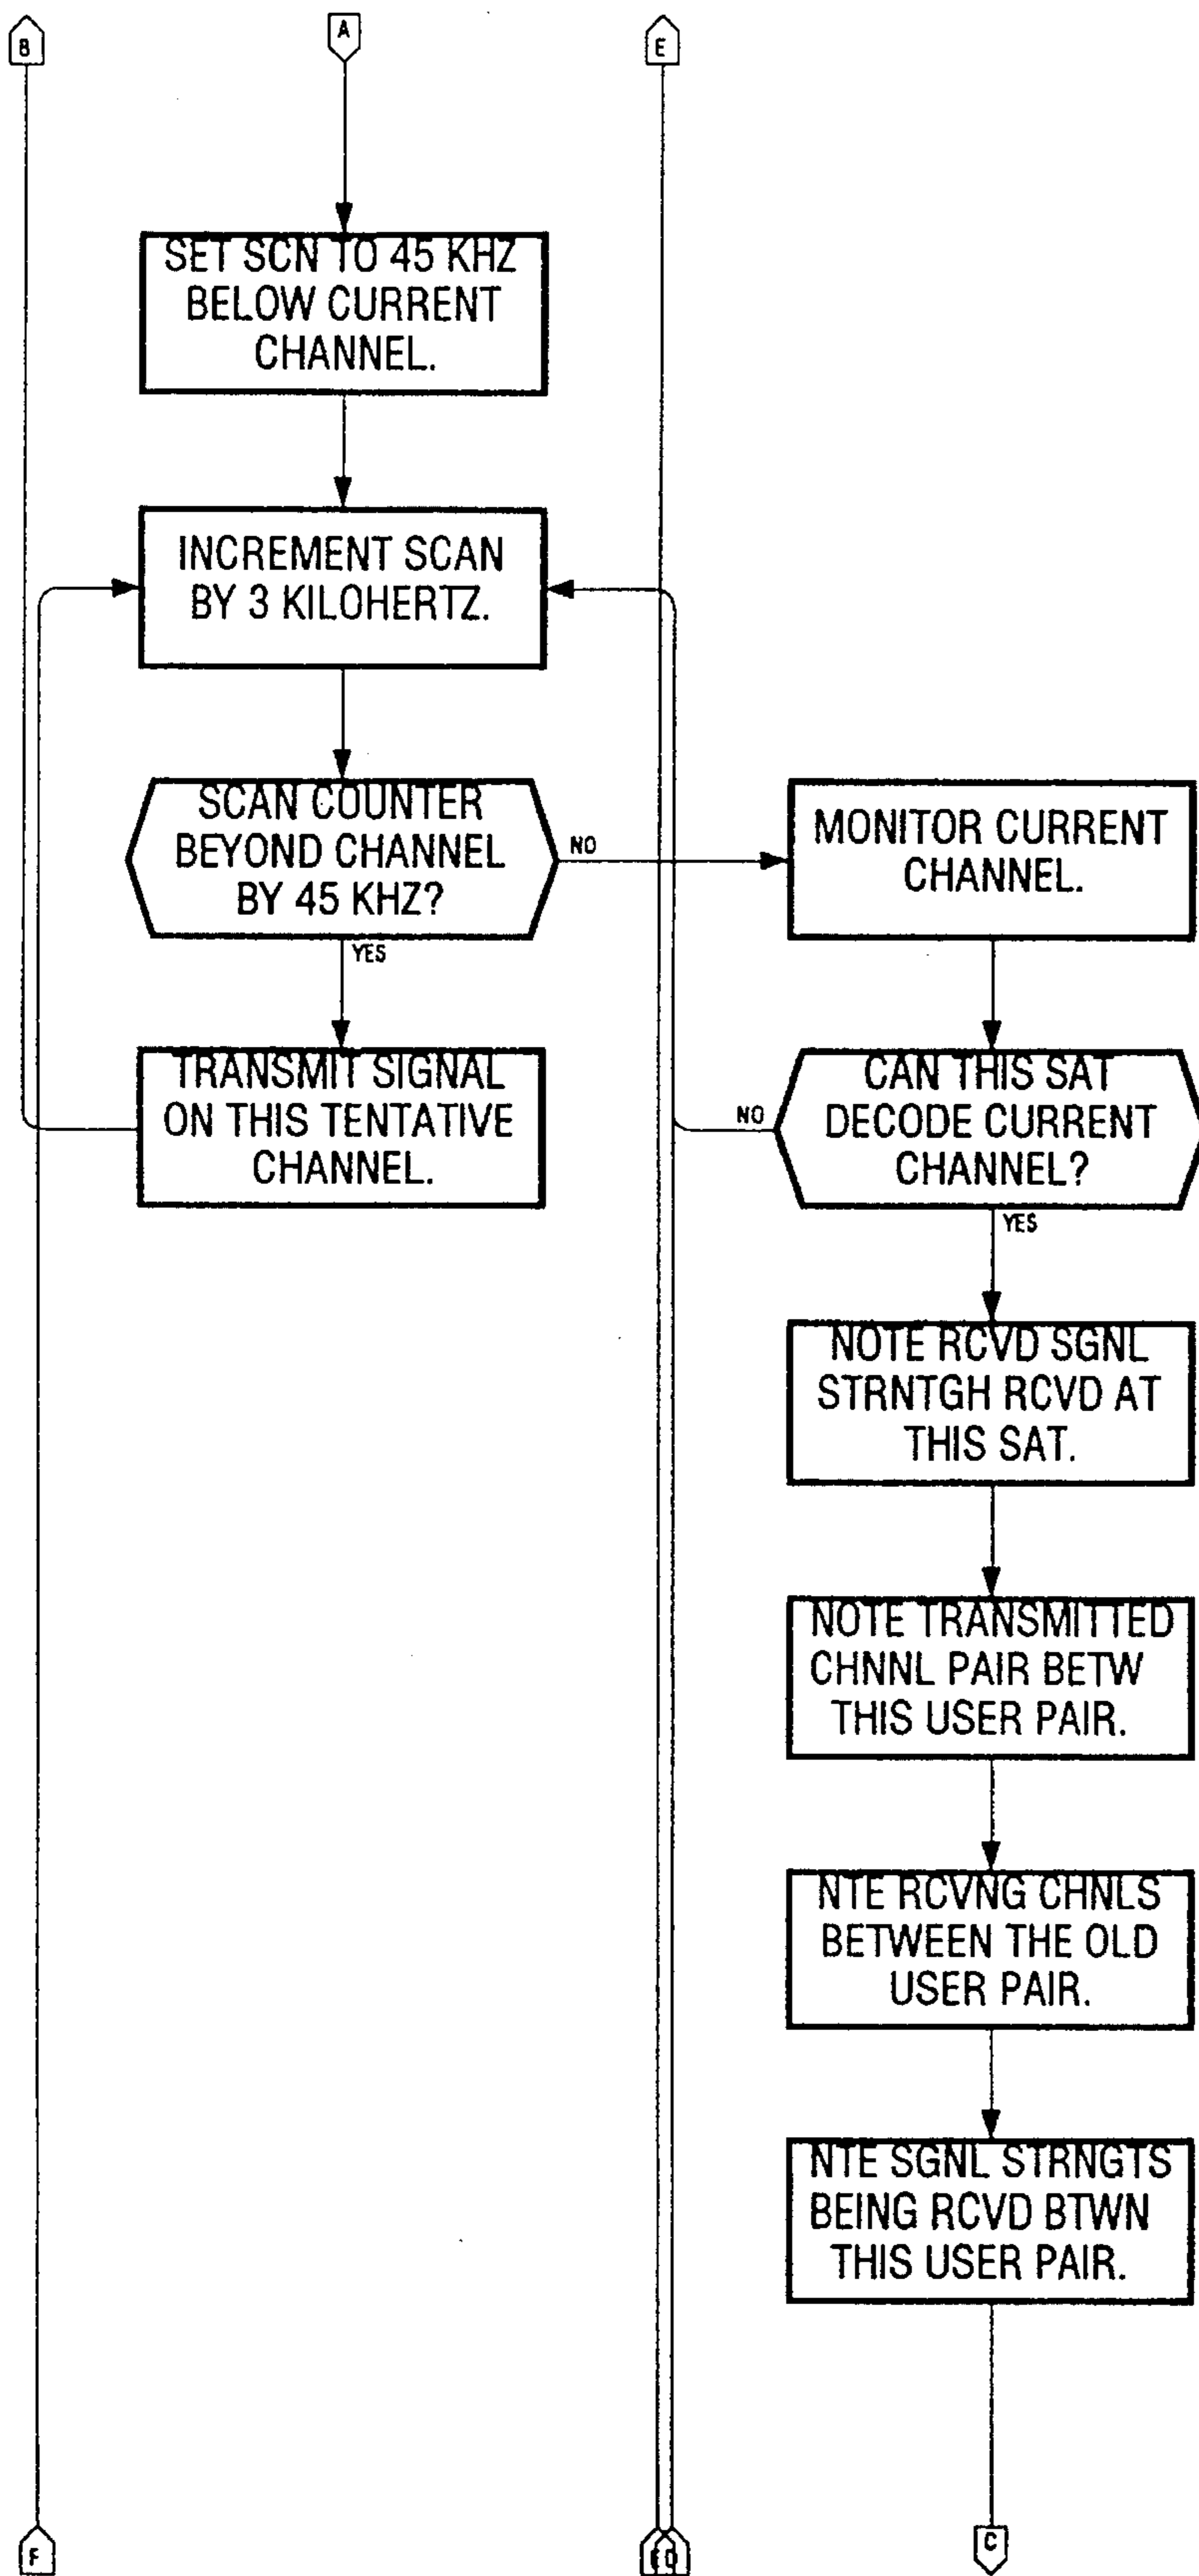 B
A
E
SET SCN TO 45 KHZ
BELOW CURRENT
CHANNEL.
INCREMENT SCAN
BY 3 KILOHERTZ.
SCAN COUNTER
BEYOND CHANNEL
BY 45 KHZ?
NO
YES
MONITOR CURRENT
CHANNEL.
TRANSMIT SIGNAL
ON THIS TENTATIVE
CHANNEL.
CAN THIS SAT
DECODE CURRENT
CHANNEL?
NO
YES
NOTE RCVD SGNL
STRNTGH RCVD AT
THIS SAT.
NOTE TRANSMITTED
CHNNL PAIR BETW
THIS USER PAIR.
NTE RCVNG CHNLS
BETWEEN THE OLD
USER PAIR.
NTE SGNL STRNGTS
BEING RCVD BTWN
THIS USER PAIR.
F
C